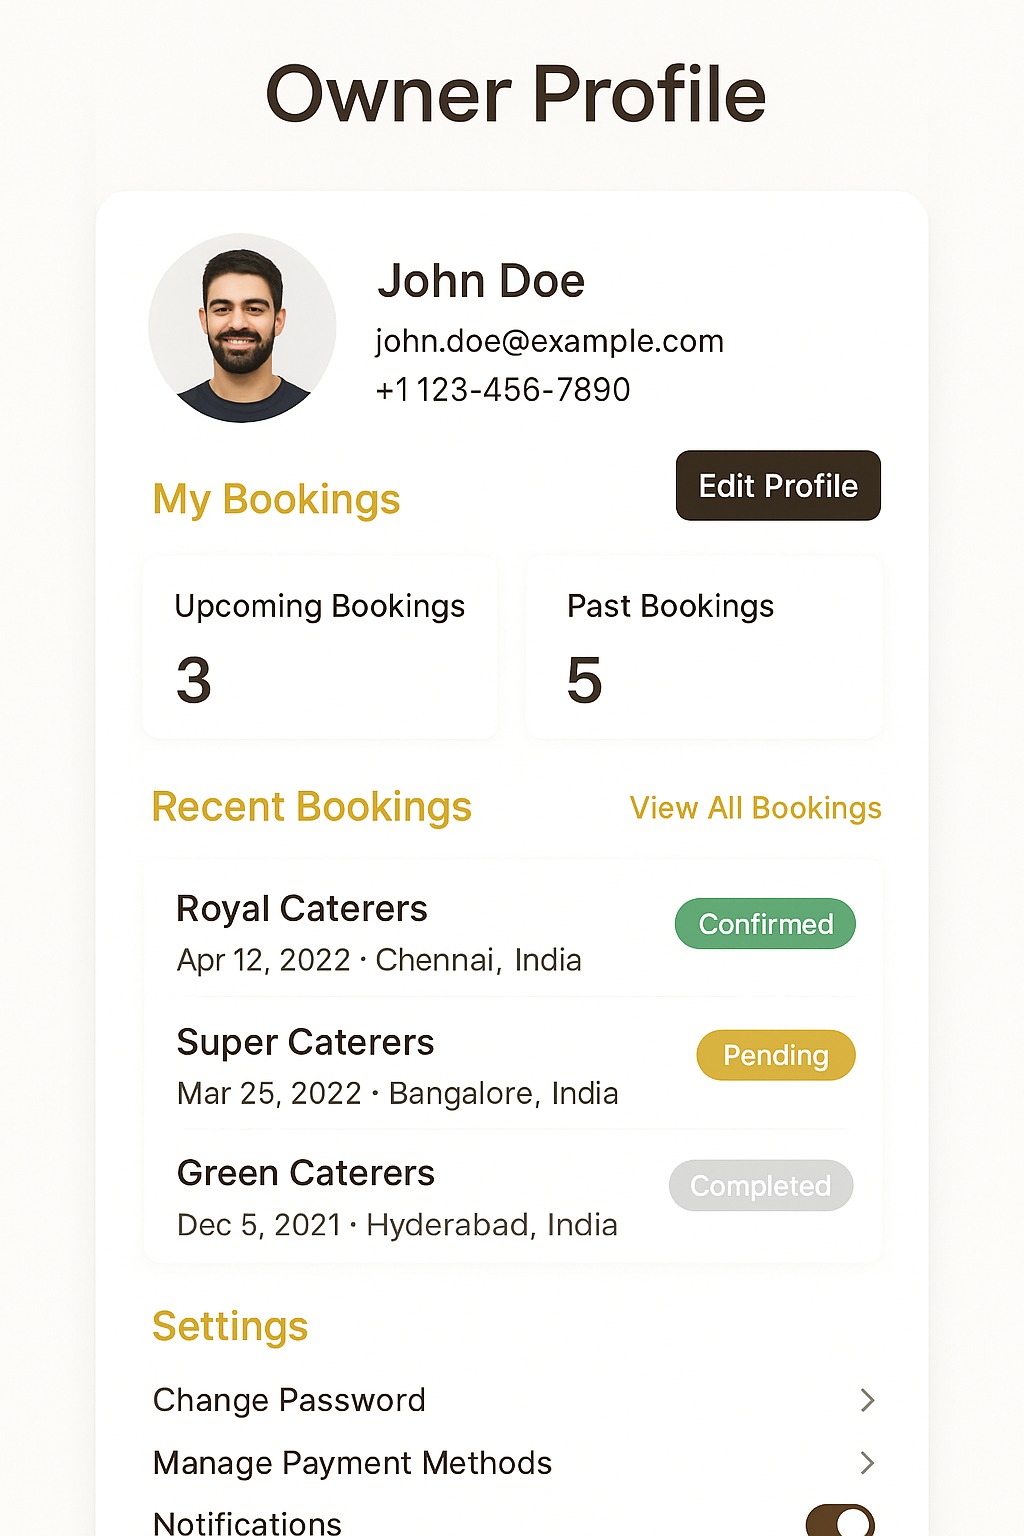 Owner Profile
John Doe
john.doe@example.com
+1 123-456-7890
My Bookings
Edit Profile
Upcoming Bookings
3
Past Bookings
5
Recent Bookings
View All Bookings
Royal Caterers
Apr 12, 2022 · Chennai, India
Confirmed
Super Caterers
Mar 25, 2022 · Bangalore, India
Pending
Green Caterers
Dec 5, 2021 · Hyderabad, India
Completed
Settings
Change Password
Manage Payment Methods
Notifications